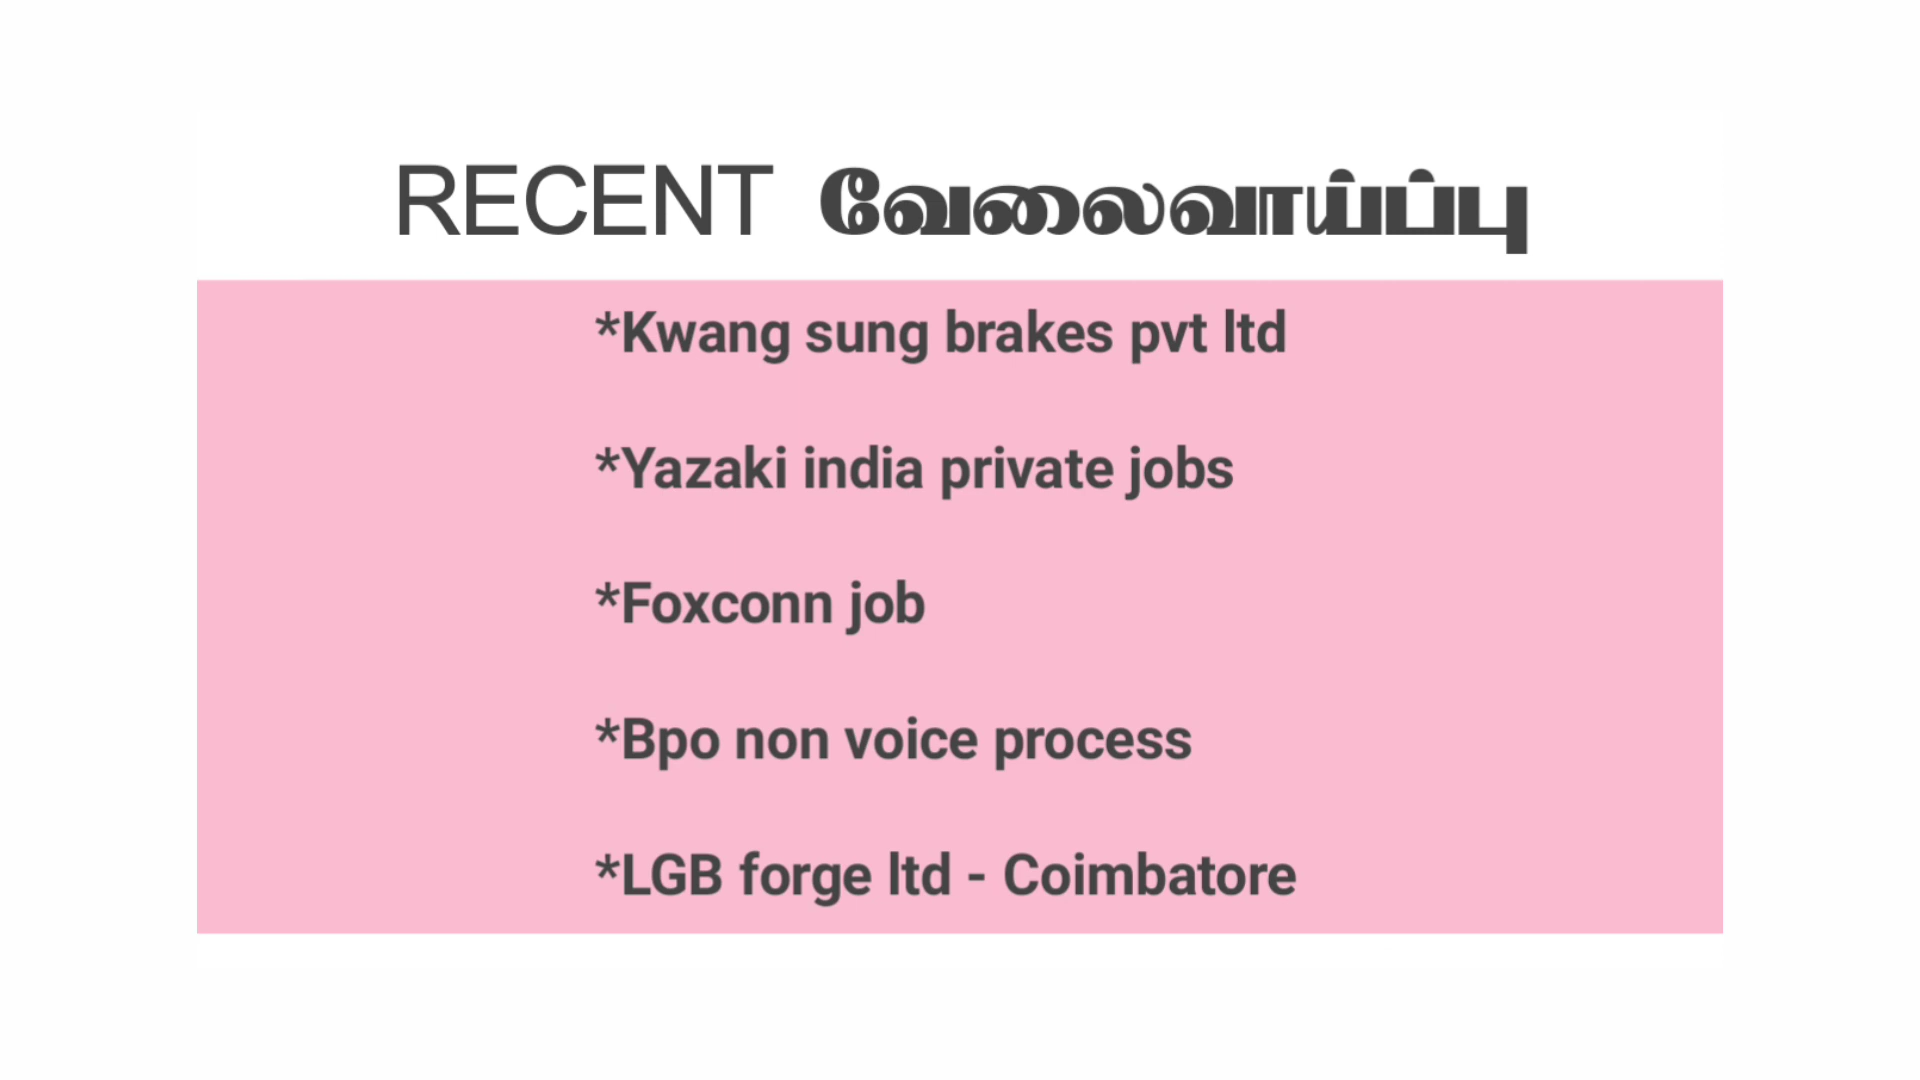 RECENT வேலைவாய்ப்பு
*Kwang sung brakes pvt ltd
*Yazaki india private jobs
*Foxconn job
*Bpo non voice process
*LGB forge ltd - Coimbatore